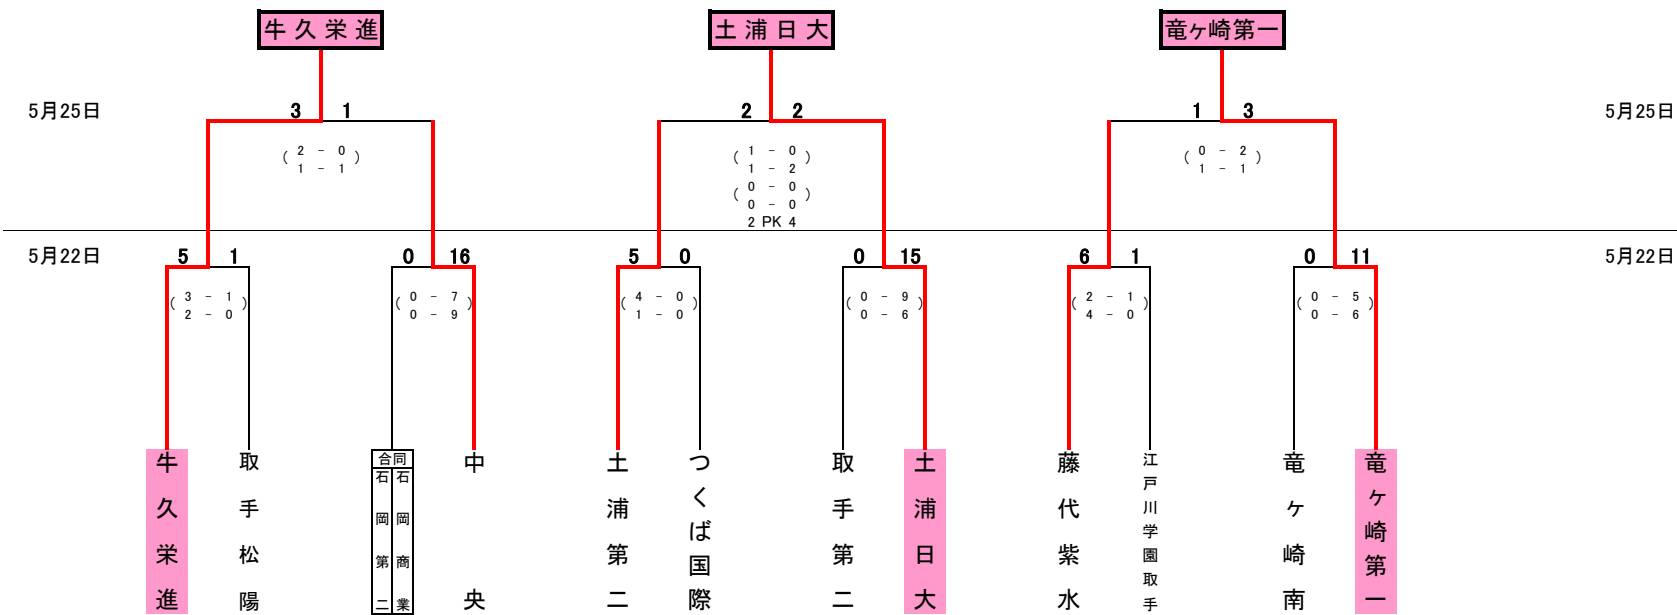 牛久栄進 土浦日大 竜ヶ崎第一
5月25日 3 1 2 2 1 3 5月25日
( 2 - 0 ) ( 1 - 0 ) ( 0 - 2 )
1 - 1 1 - 2 1 - 1
( 0 - 0 )
0 - 0
2 PK 4
5月22日 5 1 0 16 5 0 0 15 6 1 0 11 5月22日
( 3 - 1 ) ( 0 - 7 ) ( 4 - 0 ) ( 0 - 9 ) ( 2 - 1 ) ( 0 - 5 )
2 - 0 0 - 9 1 - 0 0 - 6 4 - 0 0 - 6
牛久栄進
取手松陽
合同
石岡第二
石岡商業
中央
土浦第二
つくば国際
取手第二
土浦日大
藤代紫水
江戸川学園取手
竜ヶ崎南
竜ヶ崎第一